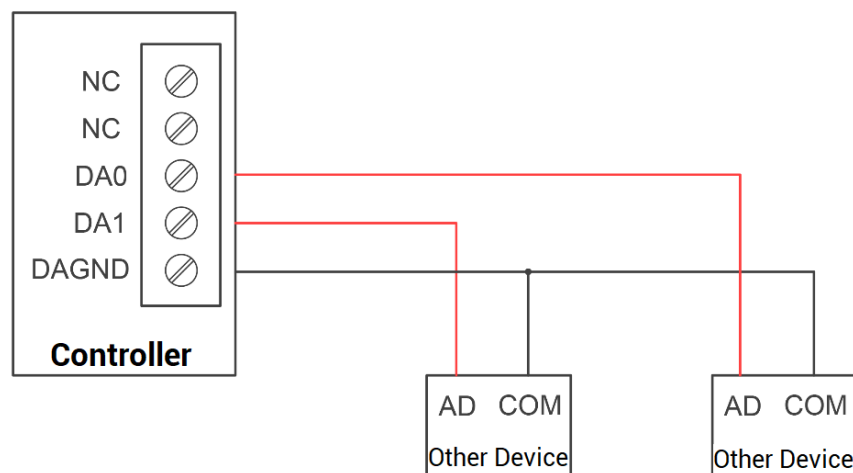 NC
NC
DA0
DA1
DAGND
Controller
AD COM
Other Device
AD COM
Other Device